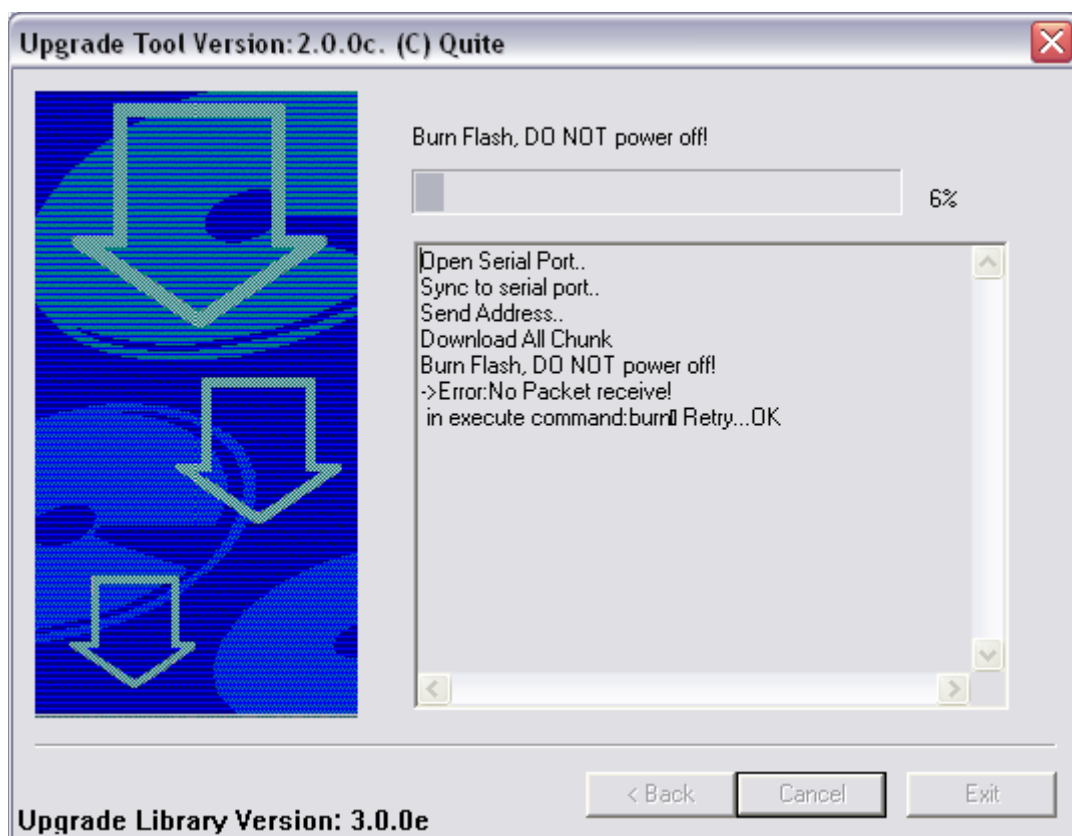 Upgrade Tool Version:2.0.0c. (C) Quite
Burn Flash, DO NOT power off!
6%
Open Serial Port..
Sync to serial port..
Send Address..
Download All Chunk
Burn Flash, DO NOT power off!
->Error:No Packet receive!
in execute command:burn▯ Retry...OK
< Back
Cancel
Exit
Upgrade Library Version: 3.0.0e